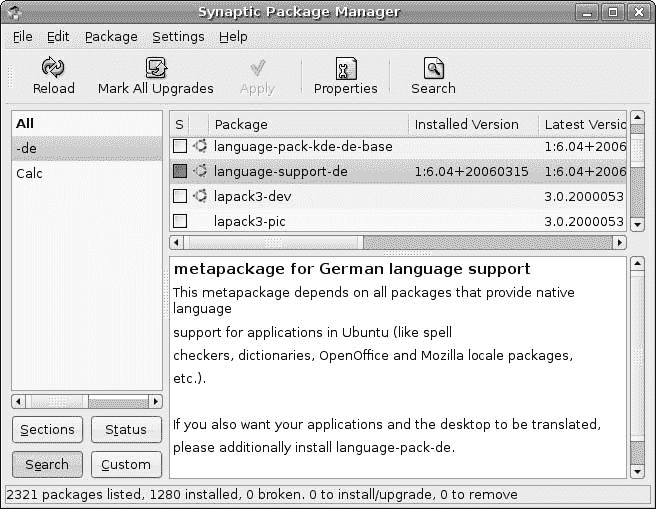 Synaptic Package Manager
File Edit Package Settings Help
Reload Mark All Upgrades Apply Properties Search
All
-de
Calc
S Package Installed Version Latest Versio
language-pack-kde-de-base 1:6.04+2006
language-support-de 1:6.04+20060315 1:6.04+2006
lapack3-dev 3.0.2000053
lapack3-pic 3.0.2000053
metapackage for German language support
This metapackage depends on all packages that provide native
language
support for applications in Ubuntu (like spell
checkers, dictionaries, OpenOffice and Mozilla locale packages,
etc.).
If you also want your applications and the desktop to be translated,
please additionally install language-pack-de.
Sections Status
Search Custom
2321 packages listed, 1280 installed, 0 broken. 0 to install/upgrade, 0 to remove